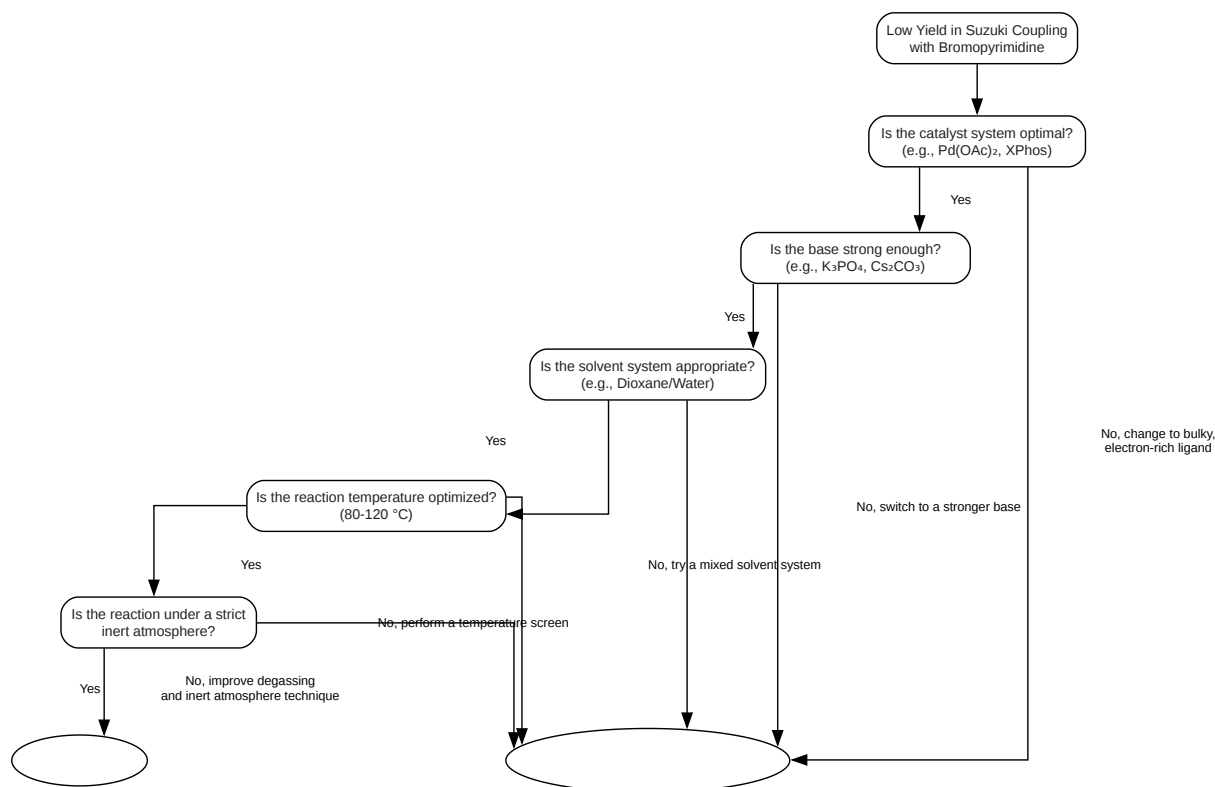 Low Yield in Suzuki Coupling
with Bromopyrimidine
Is the catalyst system optimal?
(e.g., Pd(OAc)₂, XPhos)
Yes
Is the base strong enough?
(e.g., K₃PO₄, Cs₂CO₃)
Yes
Is the solvent system appropriate?
(e.g., Dioxane/Water)
Yes
No, change to bulky,
electron-rich ligand
Is the reaction temperature optimized?
(80-120 °C)
No, switch to a stronger base
Yes
No, try a mixed solvent system
Is the reaction under a strict
inert atmosphere?
No, perform a temperature screen
Yes
No, improve degassing
and inert atmosphere technique